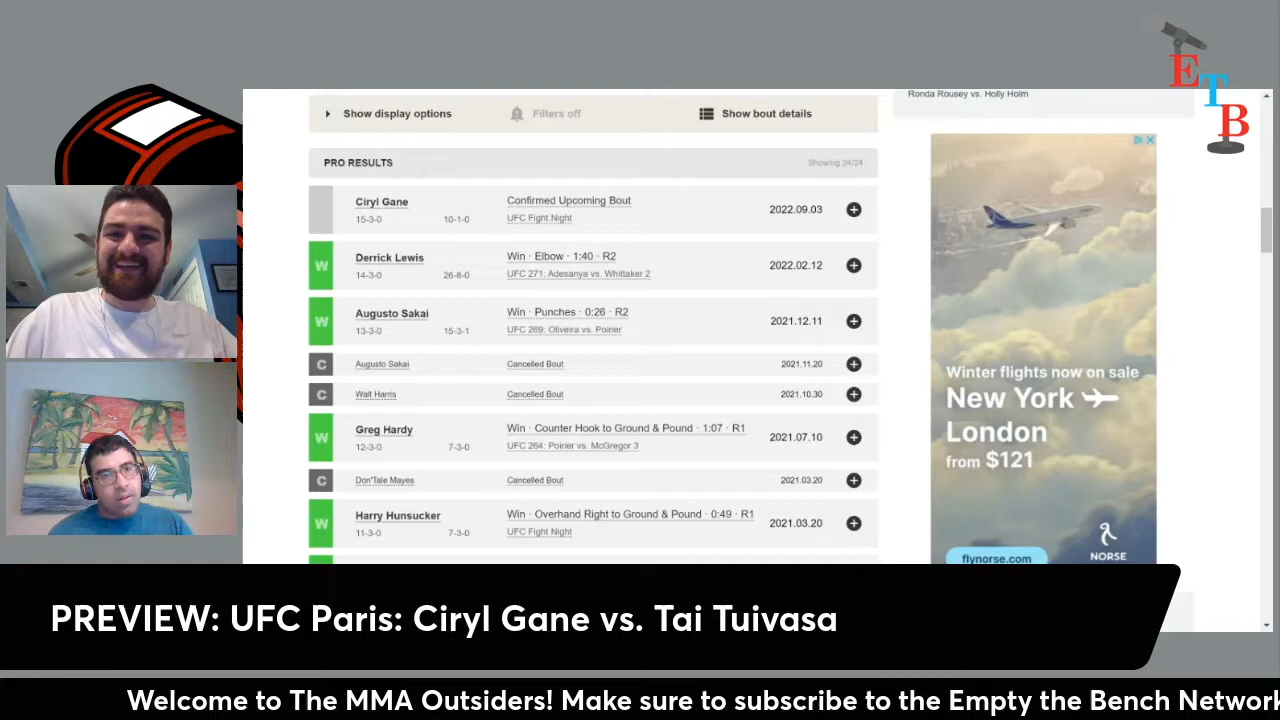 E
T
B
Ronda Rousey vs. Holly Holm
Show display options
Filters off
Show bout details
PRO RESULTS
Showing 24/24
Ciryl Gane
Confirmed Upcoming Bout
2022.09.03
15-3-0
10-1-0
UFC Fight Night
W
Derrick Lewis
Win · Elbow · 1:40 · R2
2022.02.12
14-3-0
26-8-0
UFC 271: Adesanya vs. Whittaker 2
W
Augusto Sakai
Win · Punches · 0:26 · R2
2021.12.11
13-3-0
15-3-1
UFC 269: Oliveira vs. Poirier
C
Augusto Sakai
Cancelled Bout
2021.11.20
C
Walt Harris
Cancelled Bout
2021.10.30
W
Greg Hardy
Win · Counter Hook to Ground & Pound · 1:07 · R1
2021.07.10
12-3-0
7-3-0
UFC 264: Poirier vs. McGregor 3
C
Don'Tale Mayes
Cancelled Bout
2021.03.20
W
Harry Hunsucker
Win · Overhand Right to Ground & Pound · 0:49 · R1
2021.03.20
11-3-0
7-3-0
UFC Fight Night
Winter flights now on sale
New York
London
from $121
flynorse.com
NORSE
PREVIEW: UFC Paris: Ciryl Gane vs. Tai Tuivasa
Welcome to The MMA Outsiders! Make sure to subscribe to the Empty the Bench Network